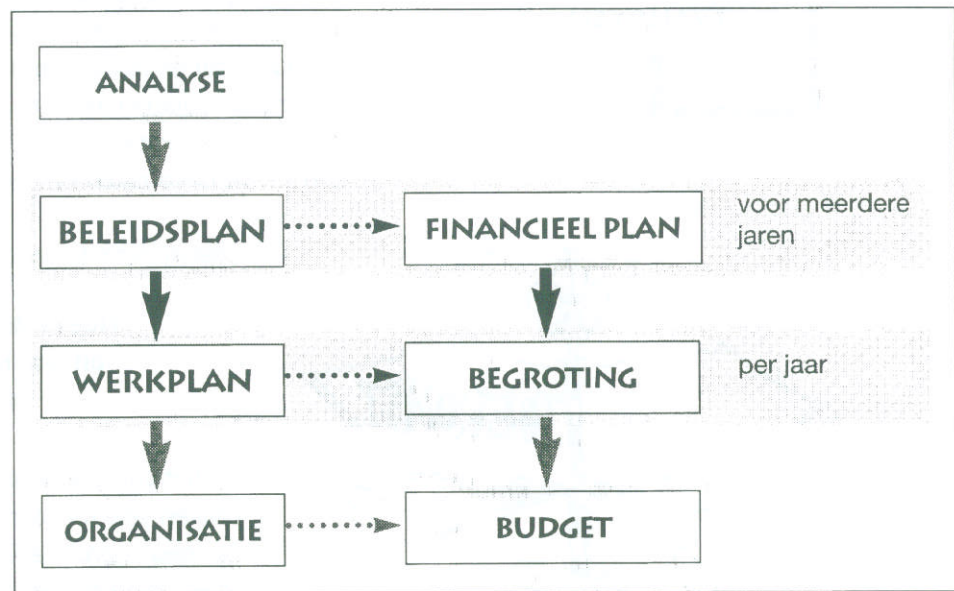 ANALYSE
BELEIDSPLAN
FINANCIEEL PLAN
voor meerdere
jaren
WERKPLAN
BEGROTING
per jaar
ORGANISATIE
BUDGET